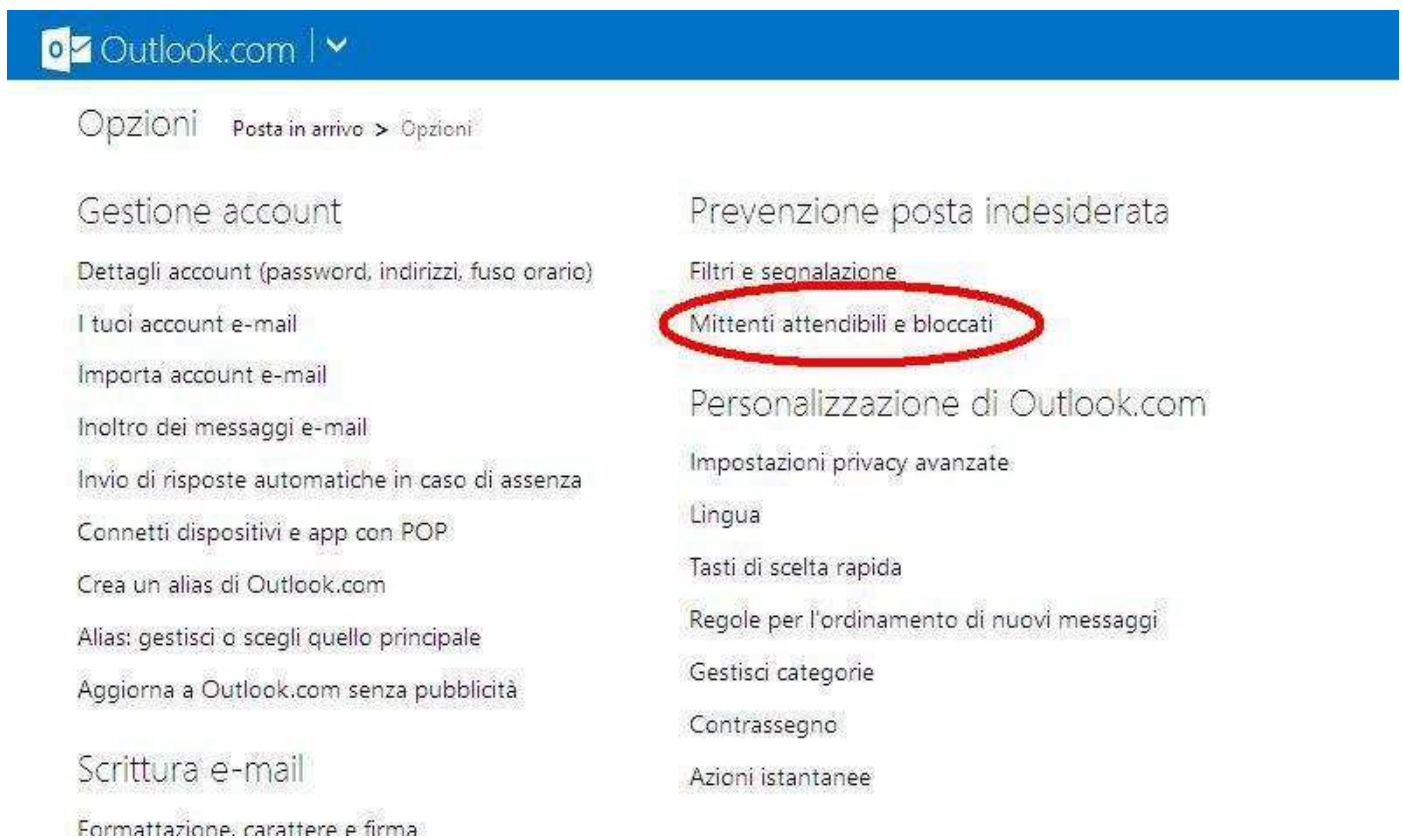 Outlook.com
Opzioni Posta in arrivo > Opzioni
Gestione account
Dettagli account (password, indirizzi, fuso orario)
I tuoi account e-mail
Importa account e-mail
Inoltro dei messaggi e-mail
Invio di risposte automatiche in caso di assenza
Connetti dispositivi e app con POP
Crea un alias di Outlook.com
Alias: gestisci o scegli quello principale
Aggiorna a Outlook.com senza pubblicità
Scrittura e-mail
Formattazione, carattere e firma
Prevenzione posta indesiderata
Filtri e segnalazione
Mittenti attendibili e bloccati
Personalizzazione di Outlook.com
Impostazioni privacy avanzate
Lingua
Tasti di scelta rapida
Regole per l'ordinamento di nuovi messaggi
Gestisci categorie
Contrassegno
Azioni istantanee